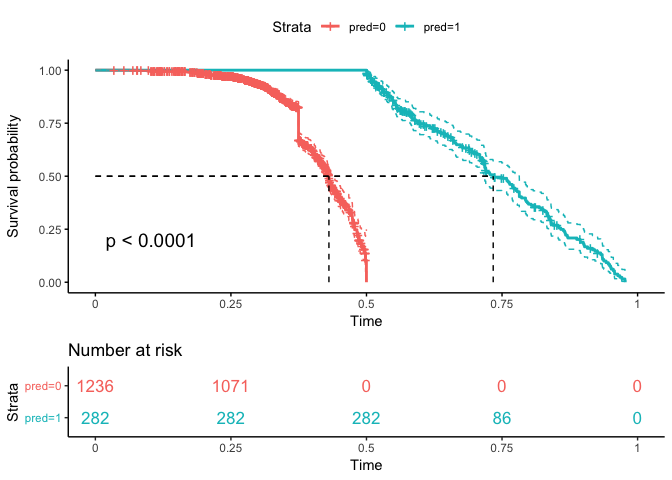 Strata pred=0 pred=1
1.00
0.75
0.50
0.25
0.00
Survival probability
p < 0.0001
0 0.25 0.5 0.75 1
Time
Number at risk
Strata
pred=0 1236 1071 0 0 0
pred=1 282 282 282 86 0
0 0.25 0.5 0.75 1
Time